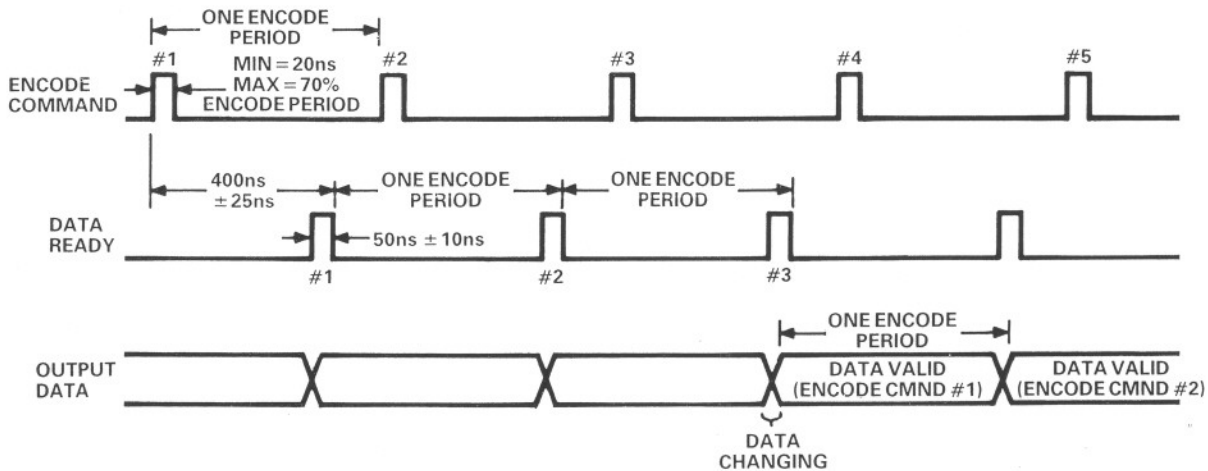 ONE ENCODE
PERIOD
#1
MIN = 20ns
MAX = 70%
ENCODE PERIOD
#2
#3
#4
#5
ENCODE
COMMAND
400ns
± 25ns
ONE ENCODE
PERIOD
ONE ENCODE
PERIOD
DATA
READY
50ns ± 10ns
#1
#2
#3
ONE ENCODE
PERIOD
OUTPUT
DATA
DATA VALID
(ENCODE CMND #1)
DATA VALID
(ENCODE CMND #2)
DATA
CHANGING